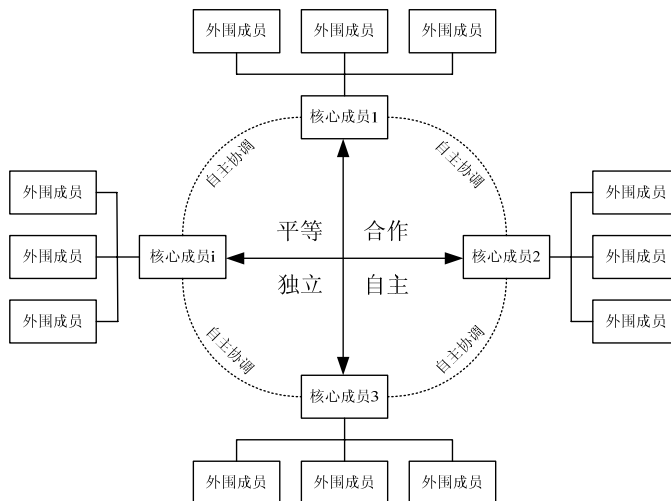 外围成员 外围成员 外围成员
核心成员1
自主协调 自主协调
外围成员 外围成员
平等 合作
外围成员 核心成员i 核心成员2 外围成员
独立 自主
外围成员 外围成员
自主协调 自主协调
核心成员3
外围成员 外围成员 外围成员